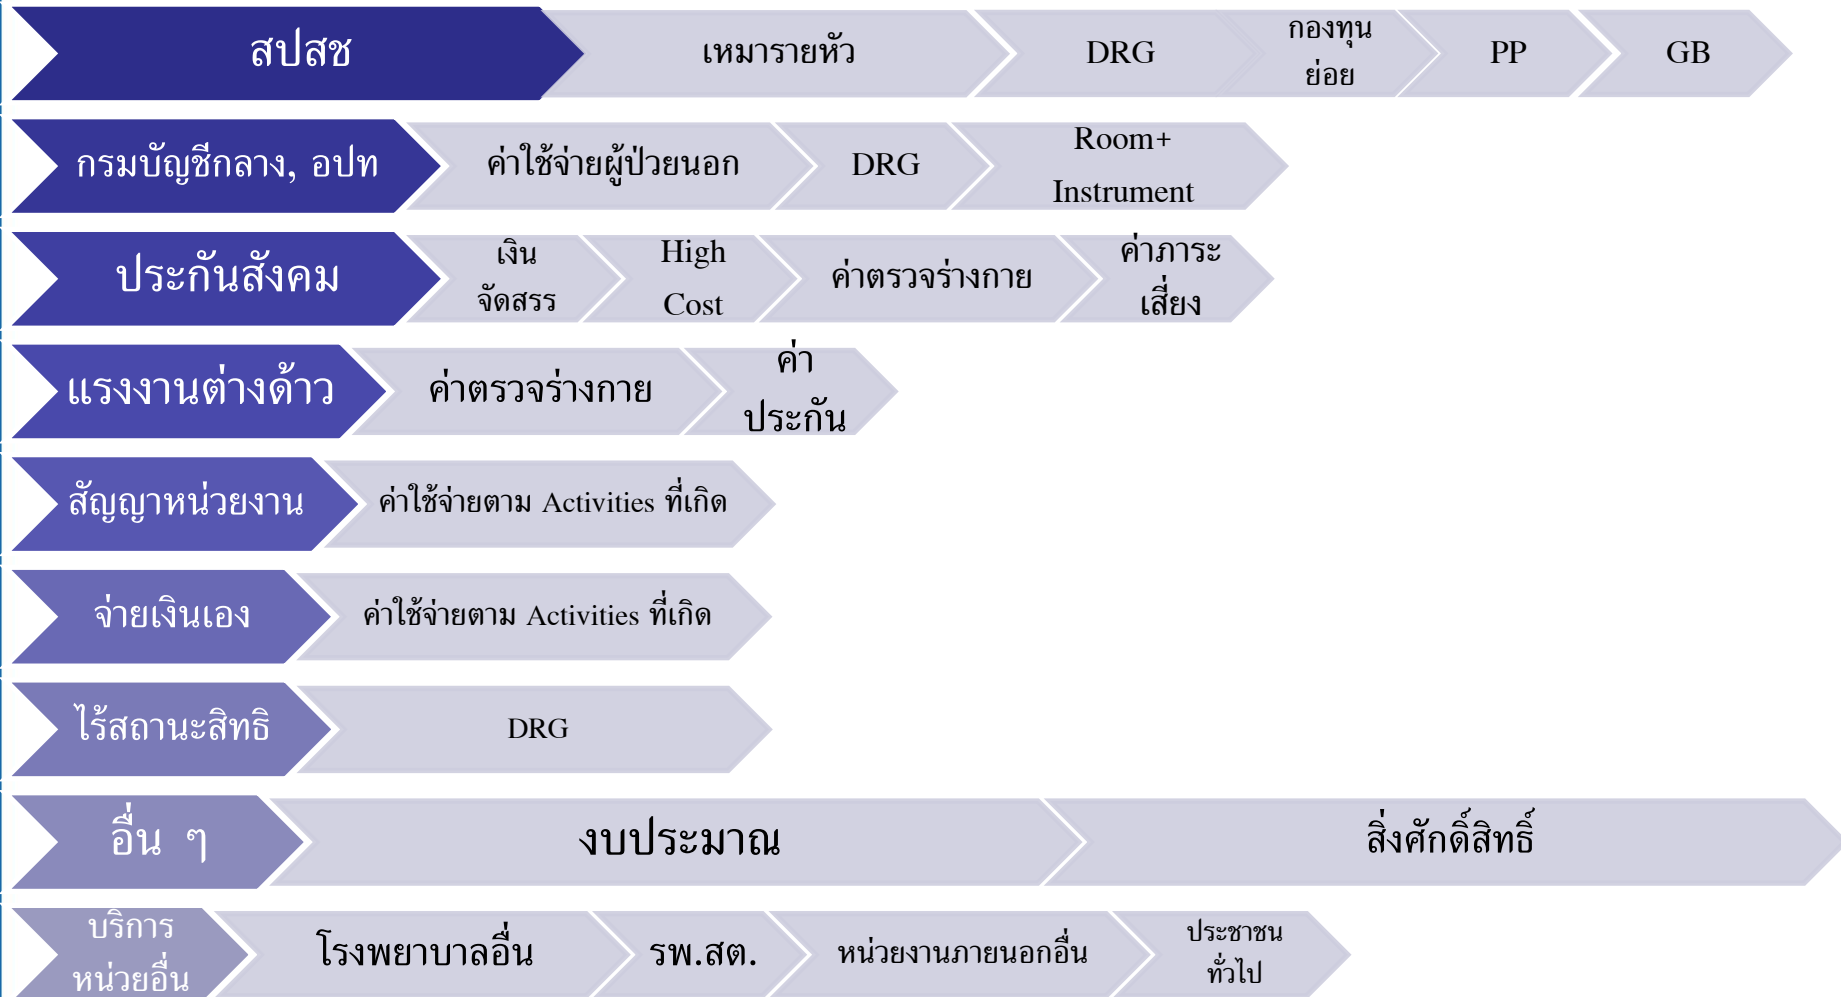 สปสช
เหมารายหัว
DRG
กองทุน
ย่อย
PP
GB
กรมบัญชีกลาง, อปท
ค่าใช้จ่ายผู้ป่วยนอก
DRG
Room+
Instrument
ประกันสังคม
เงิน
จัดสรร
High
Cost
ค่าตรวจร่างกาย
ค่าภาระ
เสี่ยง
แรงงานต่างด้าว
ค่าตรวจร่างกาย
ค่า
ประกัน
สัญญาหน่วยงาน
ค่าใช้จ่ายตาม Activities ที่เกิด
จ่ายเงินเอง
ค่าใช้จ่ายตาม Activities ที่เกิด
ไร้สถานะสิทธิ
DRG
อื่น ๆ
งบประมาณ
สิ่งศักดิ์สิทธิ์
บริการ
หน่วยอื่น
โรงพยาบาลอื่น
รพ.สต.
หน่วยงานภายนอกอื่น
ประชาชน
ทั่วไป